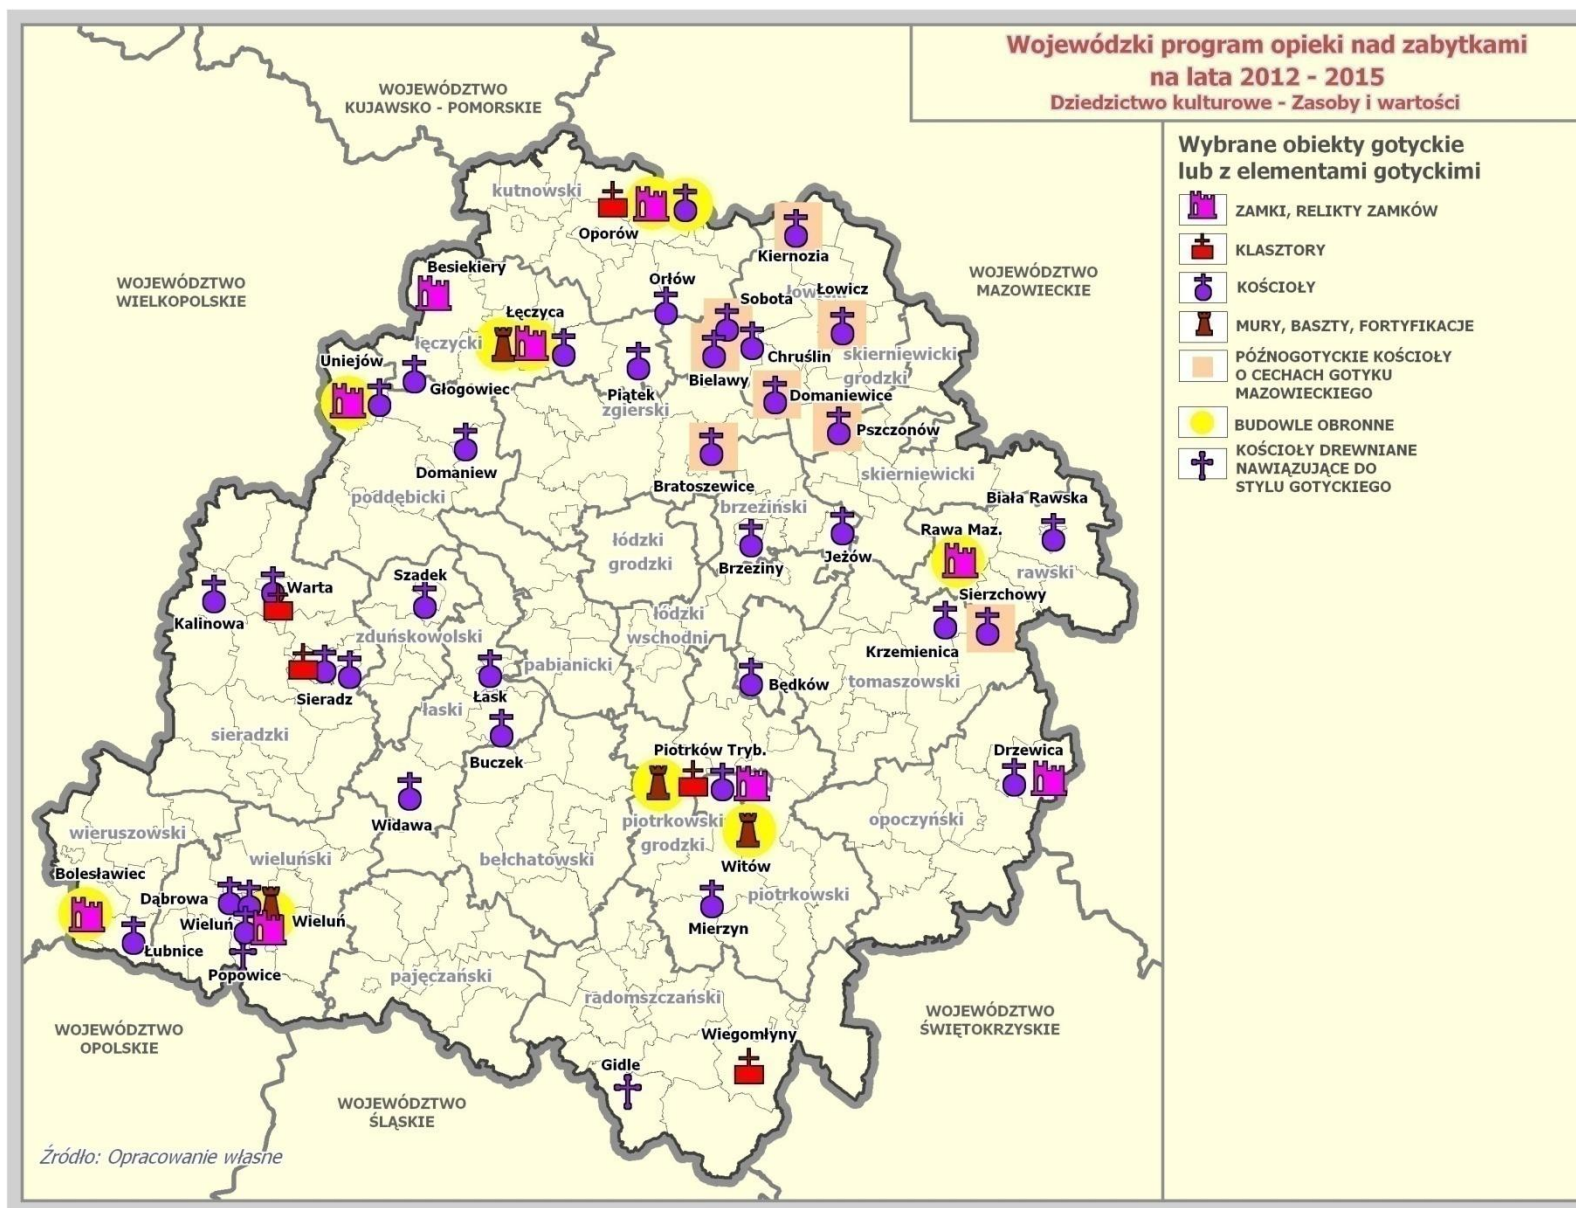 Wojewódzki program opieki nad zabytkami
na lata 2012 - 2015
Dziedzictwo kulturowe - Zasoby i wartości
Wybrane obiekty gotyckie
lub z elementami gotyckimi
ZAMKI, RELIKTY ZAMKÓW
KLASZTORY
KOŚCIOŁY
MURY, BASZTY, FORTYFIKACJE
PÓŹNOGOTYCKIE KOŚCIOŁY
O CECHACH GOTYKU
MAZOWIECKIEGO
BUDOWLE OBRONNE
KOŚCIOŁY DREWNIANE
NAWIĄZUJĄCE DO
STYLU GOTYCKIEGO
WOJEWÓDZTWO
KUJAWSKO - POMORSKIE
WOJEWÓDZTWO
WIELKOPOLSKIE
WOJEWÓDZTWO
MAZOWIECKIE
kutnowski
Oporów
Kiernozia
Besiekiery
Orłów
Sobota
łowicki
Łowicz
Łęczyca
łęczycki
Uniejów
Głogowiec
Piątek
zgierski
Bielawy
Chruślin
skierniewicki
grodzki
Domaniewice
Pszczonów
Domaniew
Bratoszewice
skierniewicki
poddębicki
brzeziński
Biała Rawska
Rawa Maz.
łódzki
grodzki
Brzeziny
Jeżów
rawski
Szadek
Warta
Kalinowa
Sierzchowy
zduńskowolski
łódzki
wschodni
Krzemienica
pabianicki
Sieradz
Łask
Będków
tomaszowski
łaski
sieradzki
Buczek
Piotrków Tryb.
Drzewica
Widawa
piotrkowski
grodzki
opoczyński
wieruszowski
wieluński
bełchatowski
Witów
Bolesławiec
Dąbrowa
piotrkowski
Wieluń
Wieluń
Mierzyn
Łubnice
Popowice
pajęczański
radomszczański
WOJEWÓDZTWO
OPOLSKIE
WOJEWÓDZTWO
ŚWIĘTOKRZYSKIE
Wiegomłyny
Gidle
WOJEWÓDZTWO
ŚLĄSKIE
Źródło: Opracowanie własne